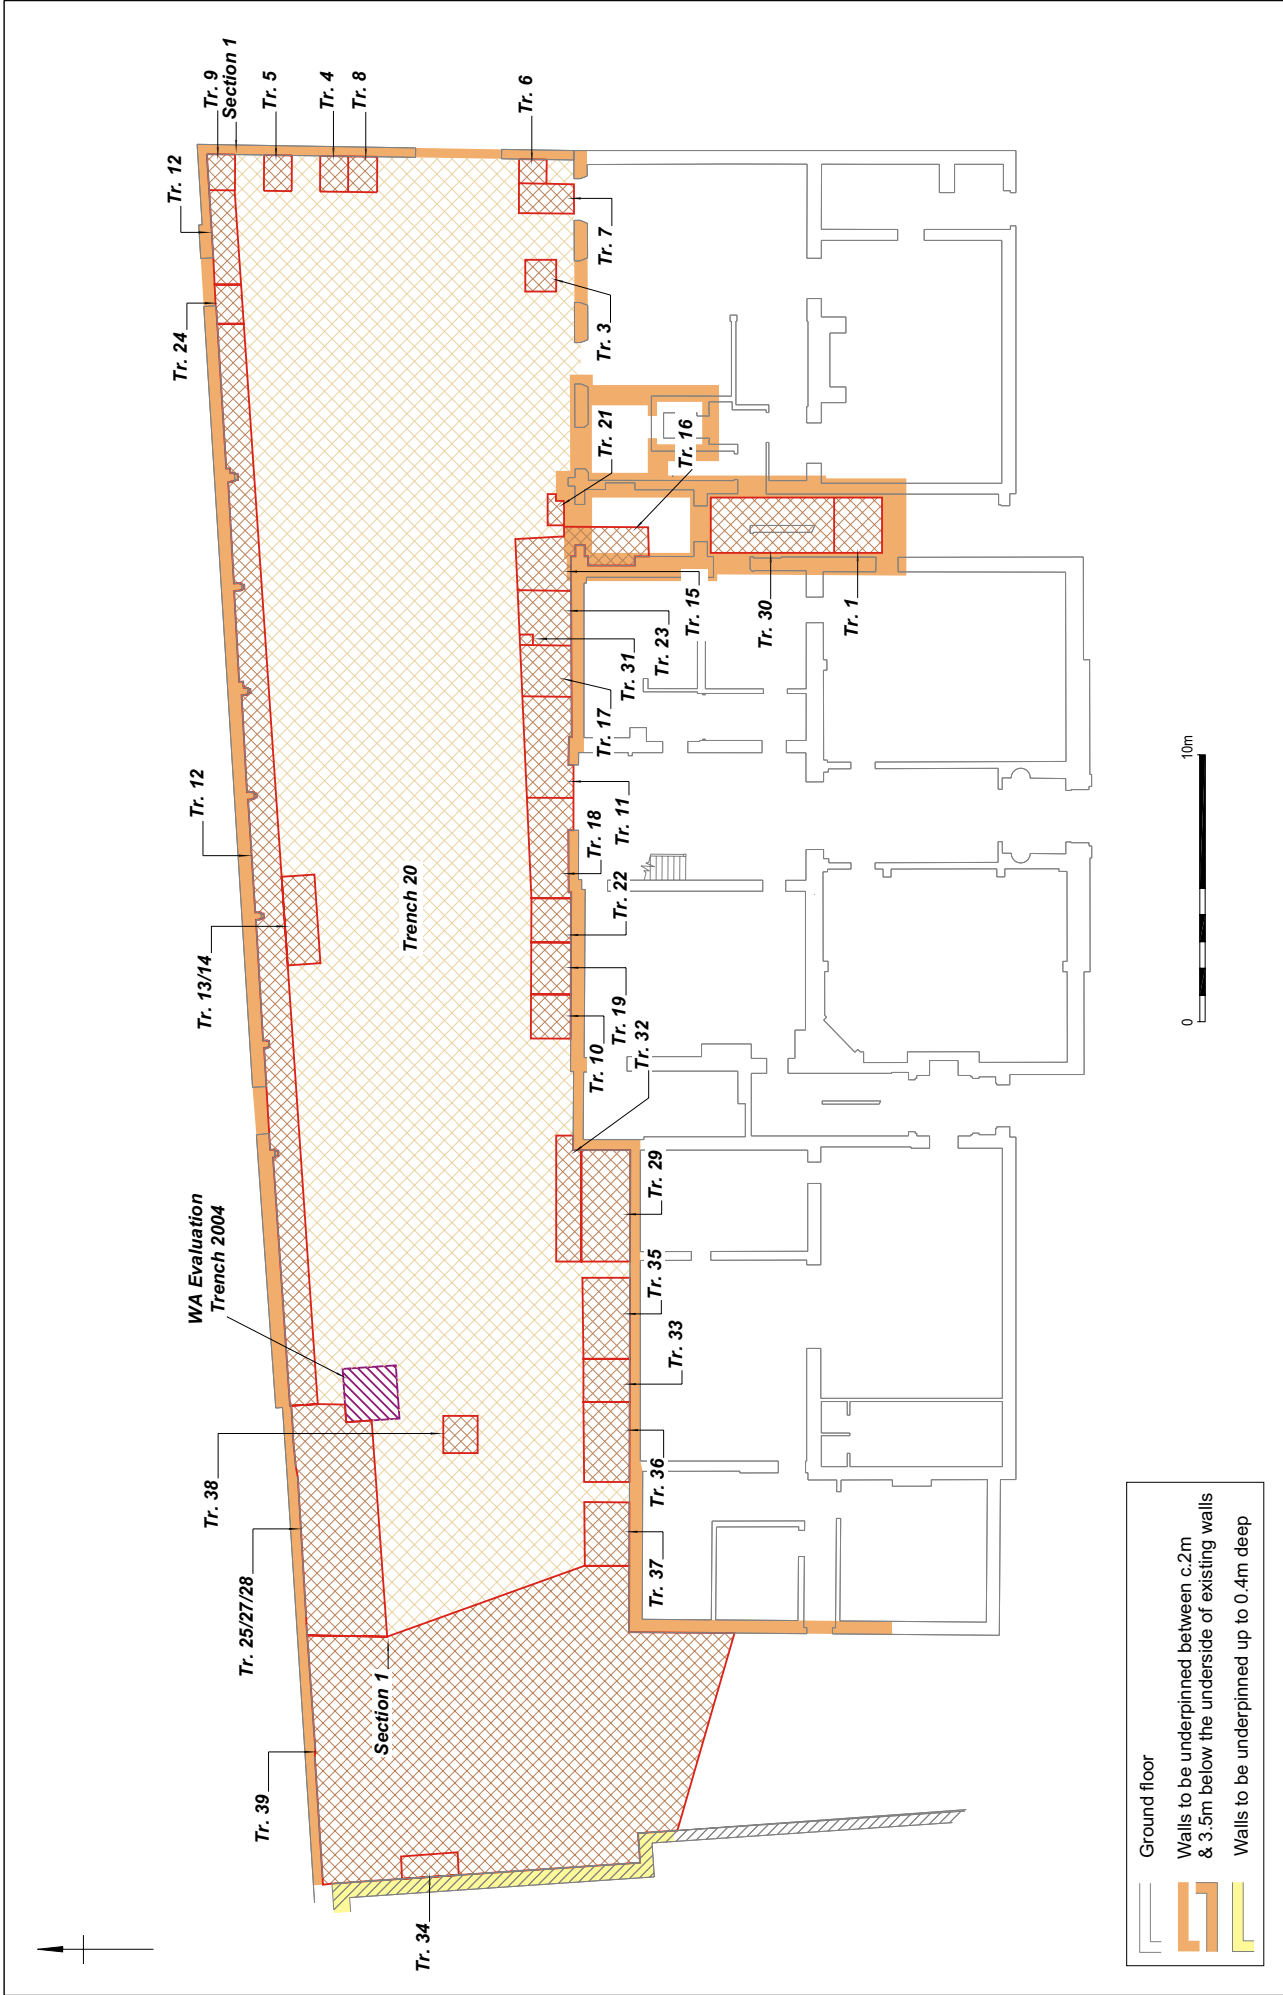 Tr. 34
Tr. 39
Tr. 25/27/28
Tr. 38
WA Evaluation
Trench 2004
Tr. 13/14
Tr. 12
Tr. 24
Tr. 12
Tr. 9
Section 1
Tr. 5
Tr. 4
Tr. 8
Tr. 6
Section 1
Trench 20
Tr. 37
Tr. 36
Tr. 33
Tr. 35
Tr. 29
Tr. 32
Tr. 10
Tr. 19
Tr. 22
Tr. 18
Tr. 11
Tr. 17
Tr. 31
Tr. 23
Tr. 15
Tr. 21
Tr. 16
Tr. 3
Tr. 7
Tr. 30
Tr. 1
0
10m
Ground floor
Walls to be underpinned between c.2m
& 3.5m below the underside of existing walls
Walls to be underpinned up to 0.4m deep